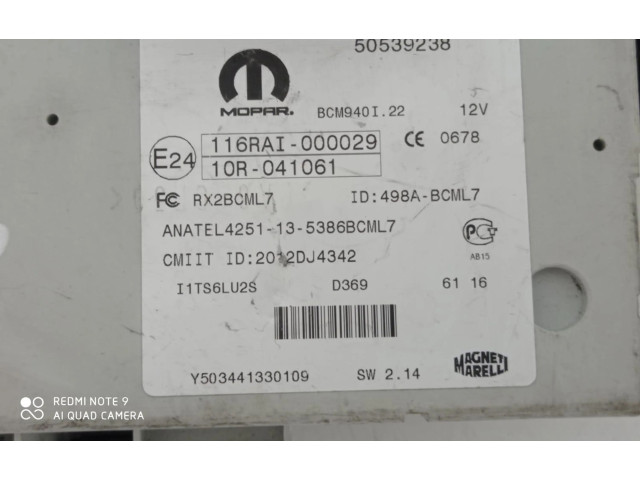 50539238
MOPAR.
BCM940I.22 12V
E24
116RAI-000029
10R-041061
CE 0678
FC RX2BCML7 ID:498A-BCML7
ANATEL4251-13-5386BCML7
CMIIT ID:2012DJ4342
AB15
I1TS6LU2S D369 61 16
Y503441330109 SW 2.14
MAGNETI
MARELLI
REDMI NOTE 9
AI QUAD CAMERA